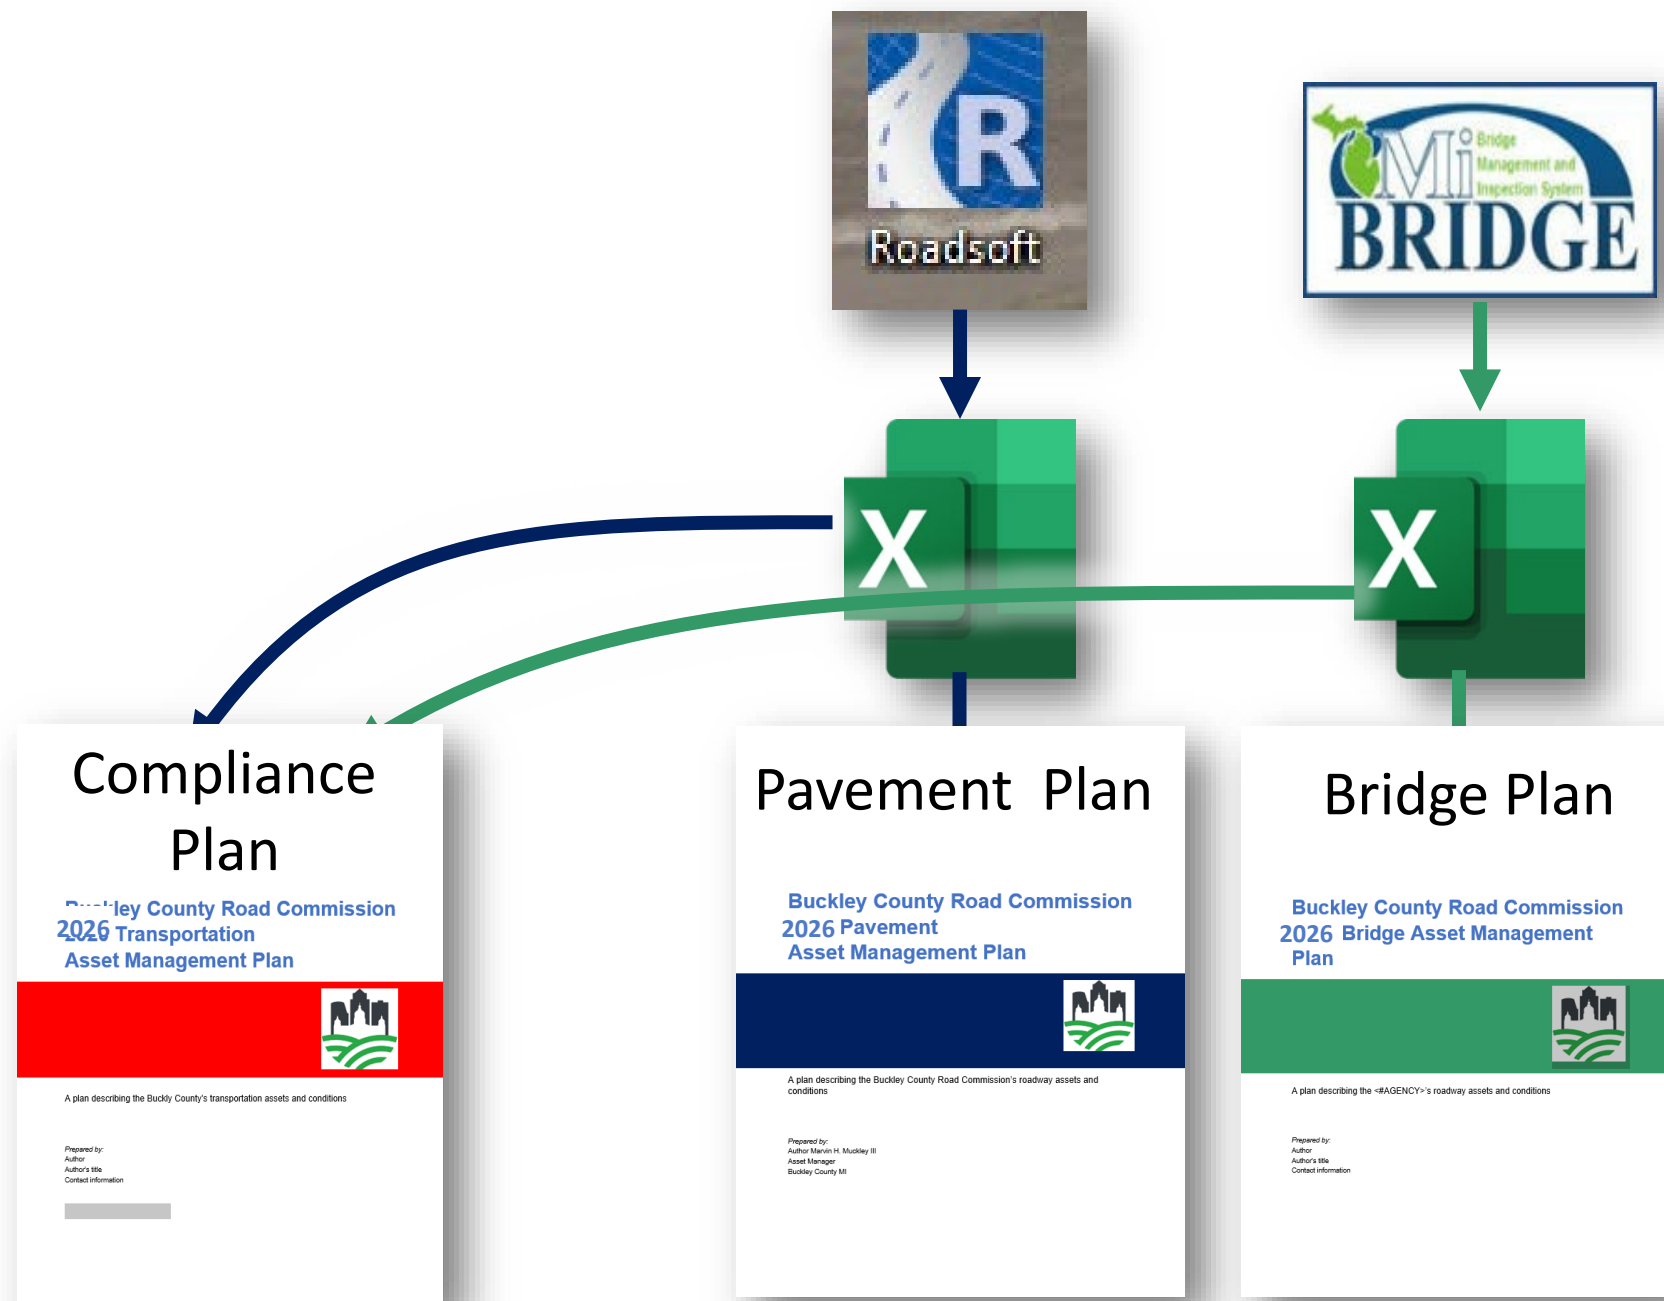 R
Roadsoft
Mi Bridge
Management and
Inspection System
BRIDGE
X
X
Compliance
Plan
Buckley County Road Commission
2026 Transportation
Asset Management Plan
A plan describing the Buckly County's transportation assets and conditions
Prepared by:
Author
Author's title
Contact information
Pavement Plan
Buckley County Road Commission
2026 Pavement
Asset Management Plan
A plan describing the Buckley County Road Commission's roadway assets and
conditions
Prepared by:
Author Marvin H. Muckley III
Asset Manager
Buckley County MI
Bridge Plan
Buckley County Road Commission
2026 Bridge Asset Management
Plan
A plan describing the <#AGENCY>'s roadway assets and conditions
Prepared by:
Author
Author's title
Contact information